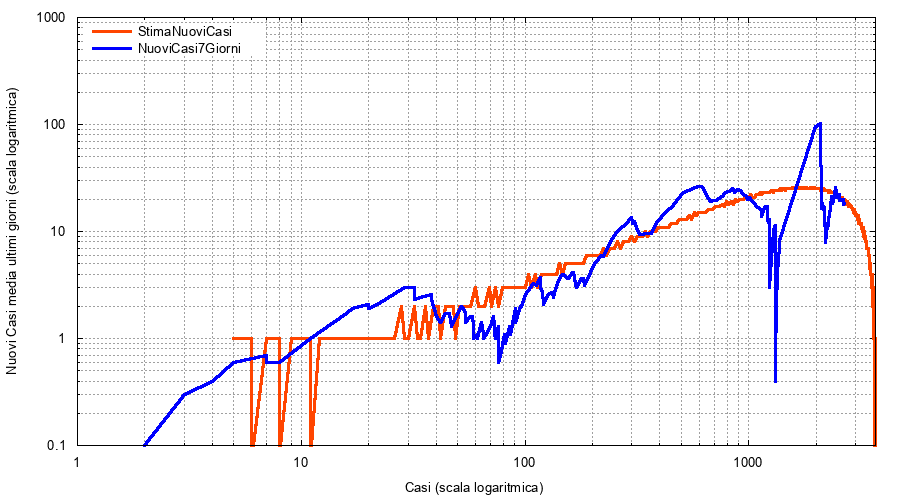 1000
StimaNuoviCasi
NuoviCasi7Giorni
100
10
1
0.1
1
10
100
1000
Nuovi Casi media ultimi giorni (scala logaritmica)
Casi (scala logaritmica)